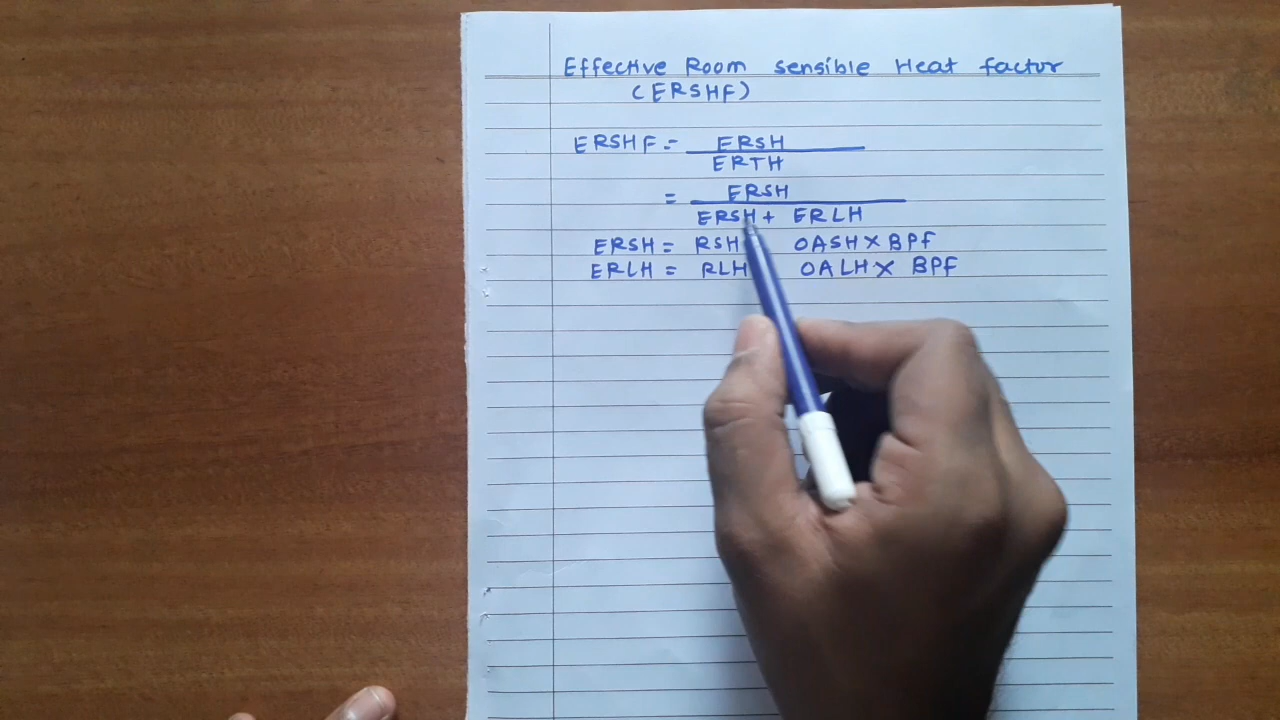 Effective Room sensible Heat factor
(ERSHF)
ERSHF = ERSH
ERTH
= ERSH
ERSH + ERLH
ERSH = RSH OASH X BPF
ERLH = RLH OALH X BPF